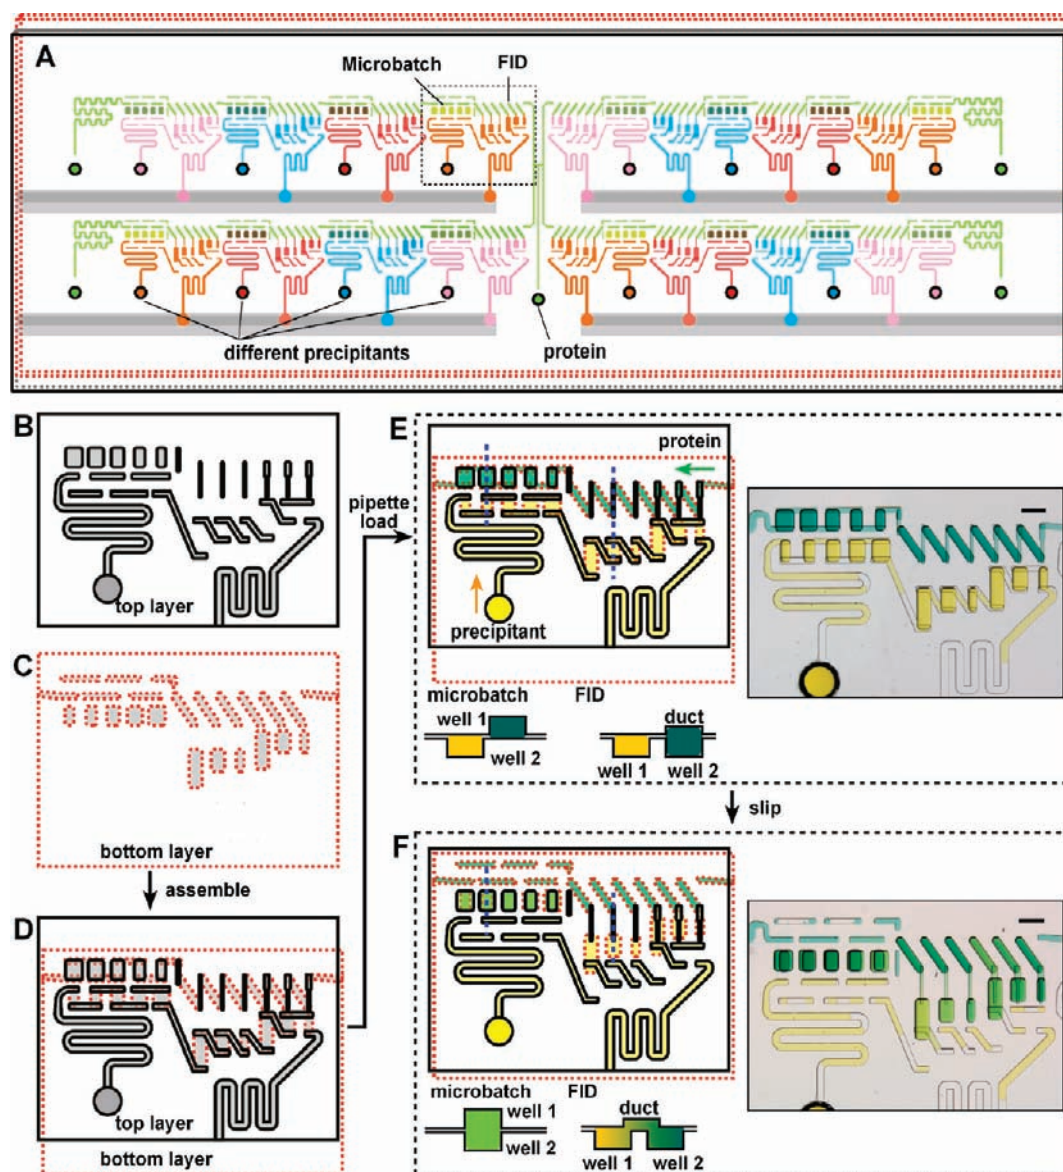 A
Microbatch
FID
different precipitants
protein
B
top layer
C
bottom layer
assemble
D
top layer
bottom layer
pipette
load
E
protein
precipitant
microbatch
FID
well 1
well 2
duct
well 1
well 2
slip
F
microbatch
FID
well 1
well 2
duct
well 1
well 2